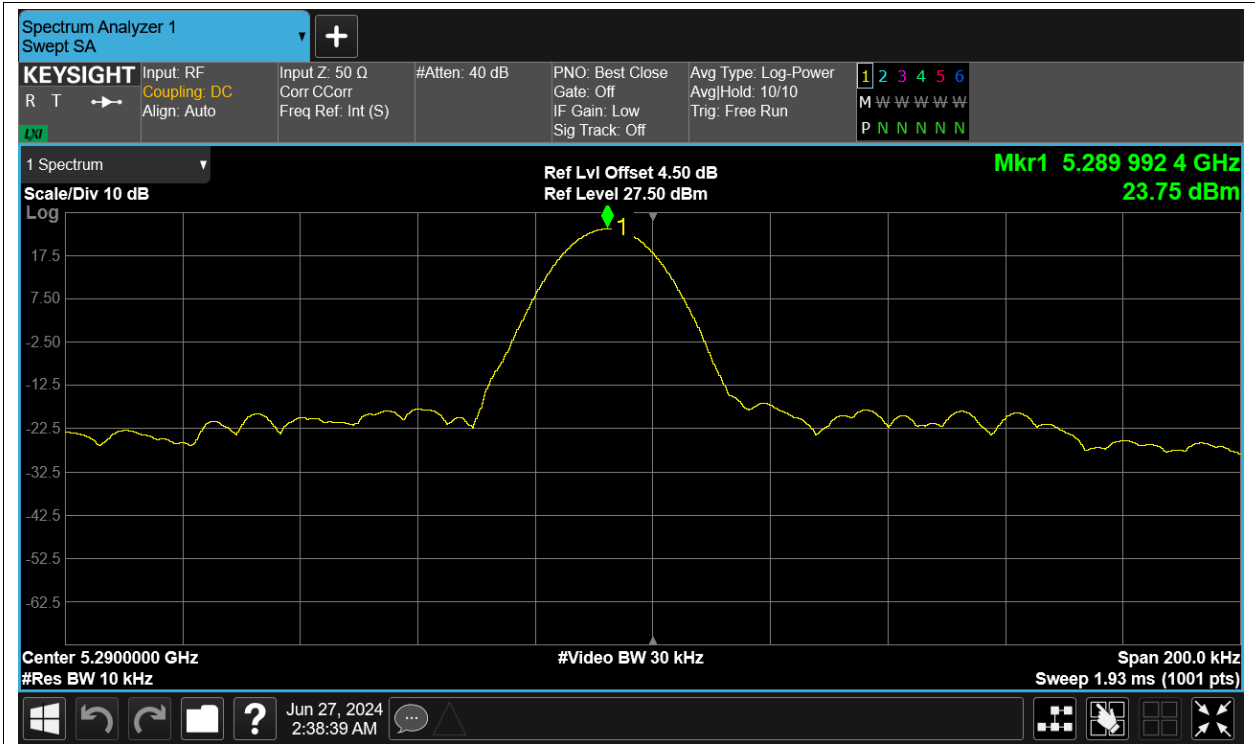 Spectrum Analyzer 1
Swept SA
KEYSIGHT
R T
LXI
Input: RF
Coupling: DC
Align: Auto
Input Z: 50 Ω
Corr CCorr
Freq Ref: Int (S)
#Atten: 40 dB
PNO: Best Close
Gate: Off
IF Gain: Low
Sig Track: Off
Avg Type: Log-Power
Avg|Hold: 10/10
Trig: Free Run
1 2 3 4 5 6
M W W W W W
P N N N N N
1 Spectrum
Scale/Div 10 dB
Log
Ref Lvl Offset 4.50 dB
Ref Level 27.50 dBm
Mkr1 5.289 992 4 GHz
23.75 dBm
1
17.5
7.50
-2.50
-12.5
-22.5
-32.5
-42.5
-52.5
-62.5
Center 5.2900000 GHz
#Res BW 10 kHz
#Video BW 30 kHz
Span 200.0 kHz
Sweep 1.93 ms (1001 pts)
?
Jun 27, 2024
2:38:39 AM